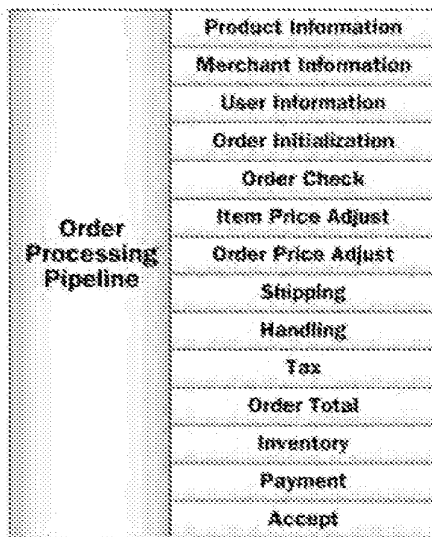 Order
Processing
Pipeline
Product Information
Merchant Information
User Information
Order Initialization
Order Check
Item Price Adjust
Order Price Adjust
Shipping
Handling
Tax
Order Total
Inventory
Payment
Accept